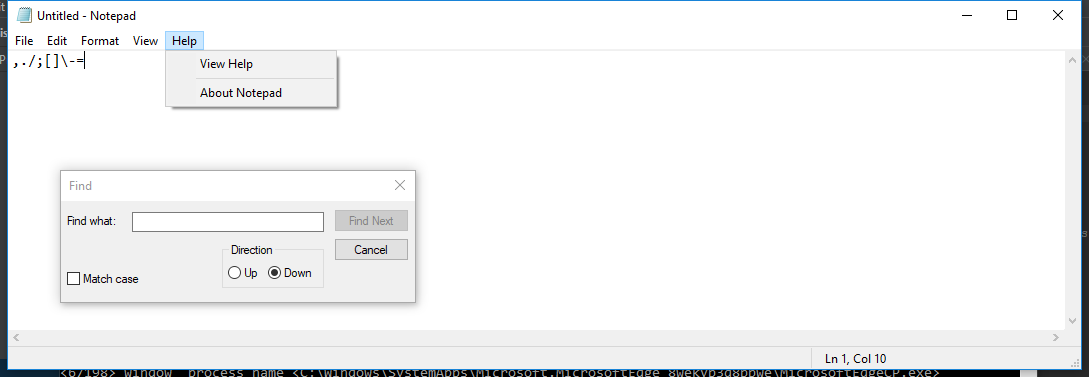 Untitled - Notepad
File Edit Format View Help
,./;[]\-=
View Help
About Notepad
Find
Find what:
Find Next
Direction
Cancel
Up Down
Match case
Ln 1, Col 10
<6/198> window process name <C:\Windows\SystemApps\Microsoft.MicrosoftEdge_8wekyb3d8bbwe\MicrosoftEdgeCP.exe>